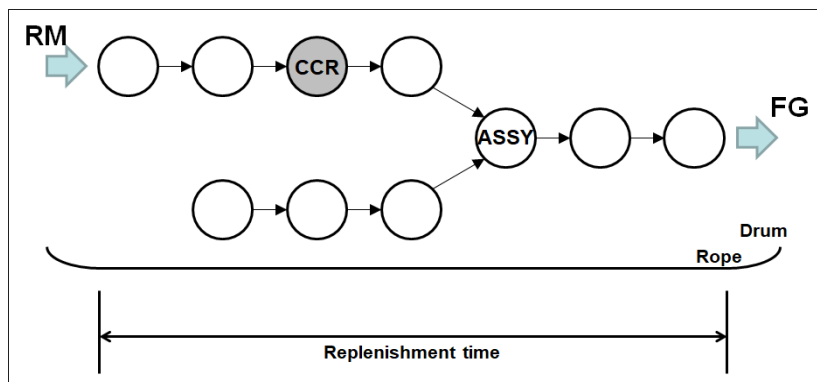 RM
CCR
FG
ASSY
Drum
Rope
Replenishment time